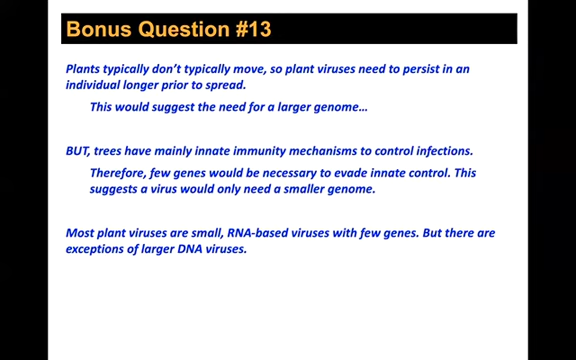 Bonus Question #13
Plants typically don't typically move, so plant viruses need to persist in an
individual longer prior to spread.
This would suggest the need for a larger genome…
BUT, trees have mainly innate immunity mechanisms to control infections.
Therefore, few genes would be necessary to evade innate control. This
suggests a virus would only need a smaller genome.
Most plant viruses are small, RNA-based viruses with few genes. But there are
exceptions of larger DNA viruses.